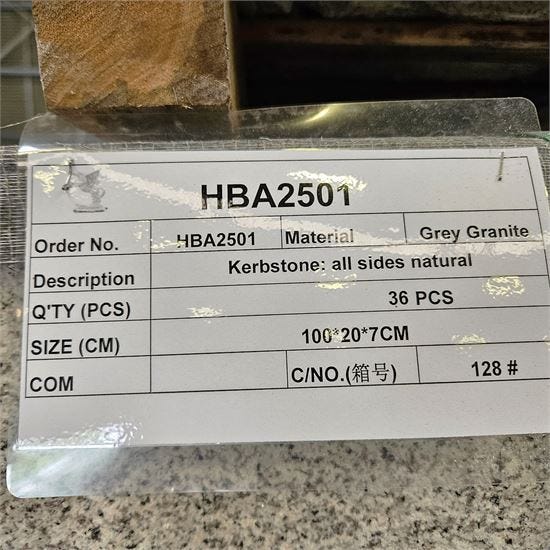 HBA2501
Order No. HBA2501 Material Grey Granite
Description Kerbstone: all sides natural
Q'TY (PCS) 36 PCS
SIZE (CM) 100*20*7CM
COM C/NO.(箱号) 128 #